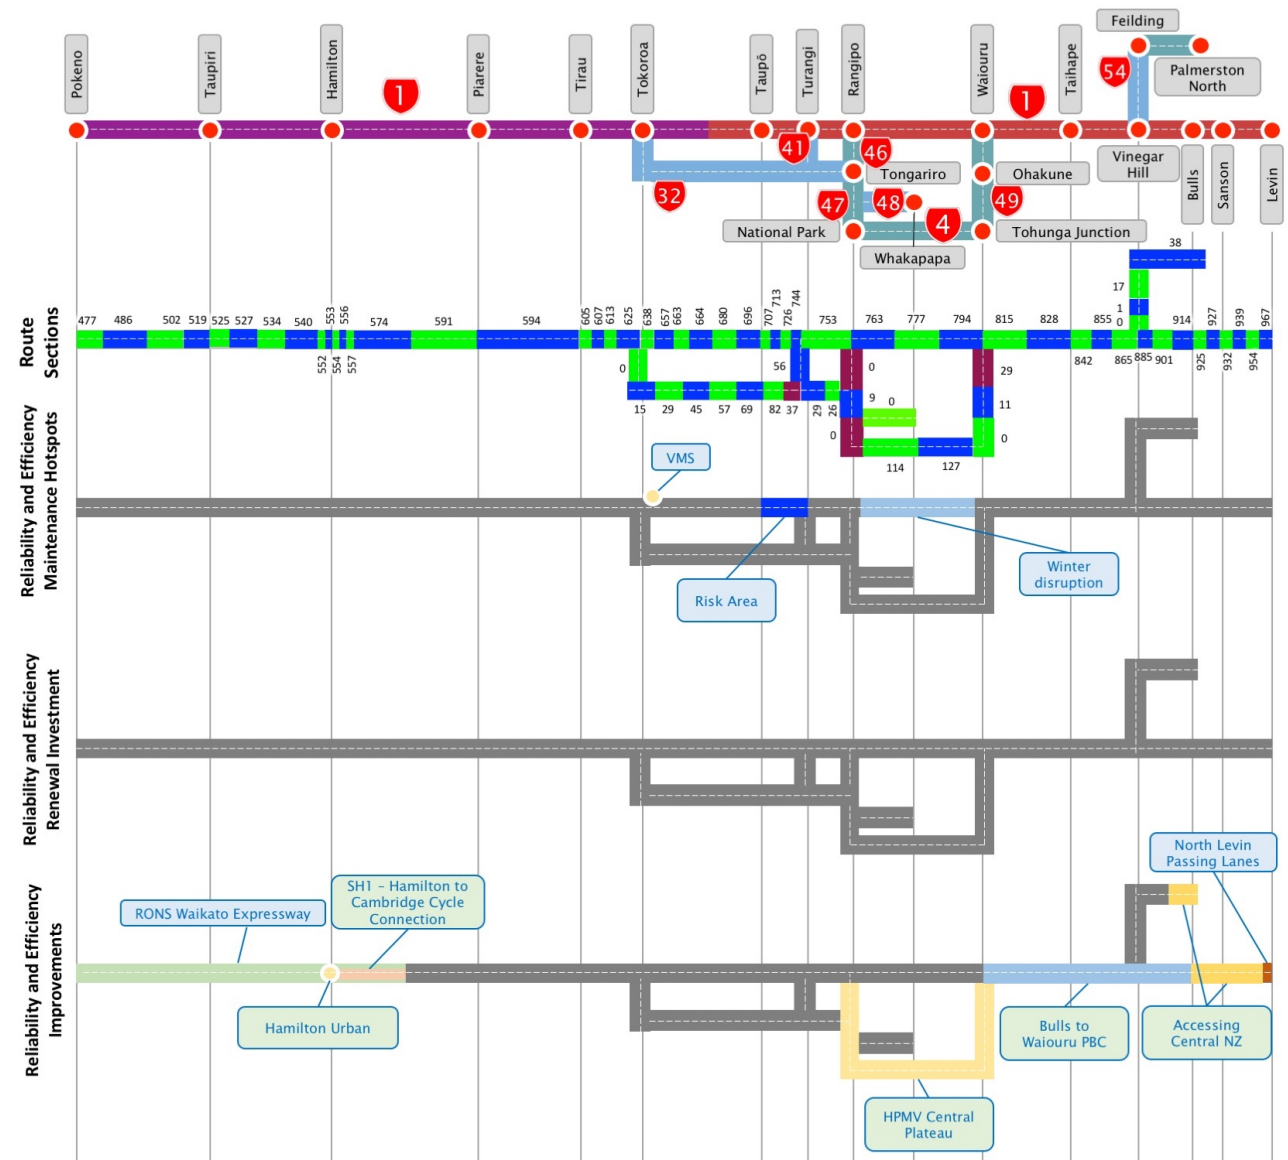 Feilding
Pokeno
Taupiri
Hamilton
Piarere
Tirau
Tokoroa
Taupō
Turangi
Rangipo
Waiouru
Taihape
Palmerston
North
54
1
1
41
46
32
Tongariro
Ohakune
Vinegar
Hill
Bulls
Sanson
Levin
47
48
49
4
National Park
Tohunga Junction
Whakapapa
Route
Sections
38
17
1
0
477
486
502
519
525
527
534
540
552
553
554
556
557
574
591
594
605
607
613
625
638
657
663
664
680
696
707
713
726
744
753
763
777
794
815
828
842
855
865
885
901
914
925
927
932
939
954
967
0
56
0
29
15
29
45
57
69
82
37
29
26
9
0
11
0
0
114
127
Reliability and Efficiency
Maintenance Hotspots
VMS
Risk Area
Winter
disruption
Reliability and Efficiency
Renewal Investment
Reliability and Efficiency
Improvements
North Levin
Passing Lanes
SH1 – Hamilton to
Cambridge Cycle
Connection
RONS Waikato Expressway
Hamilton Urban
Bulls to
Waiouru PBC
Accessing
Central NZ
HPMV Central
Plateau